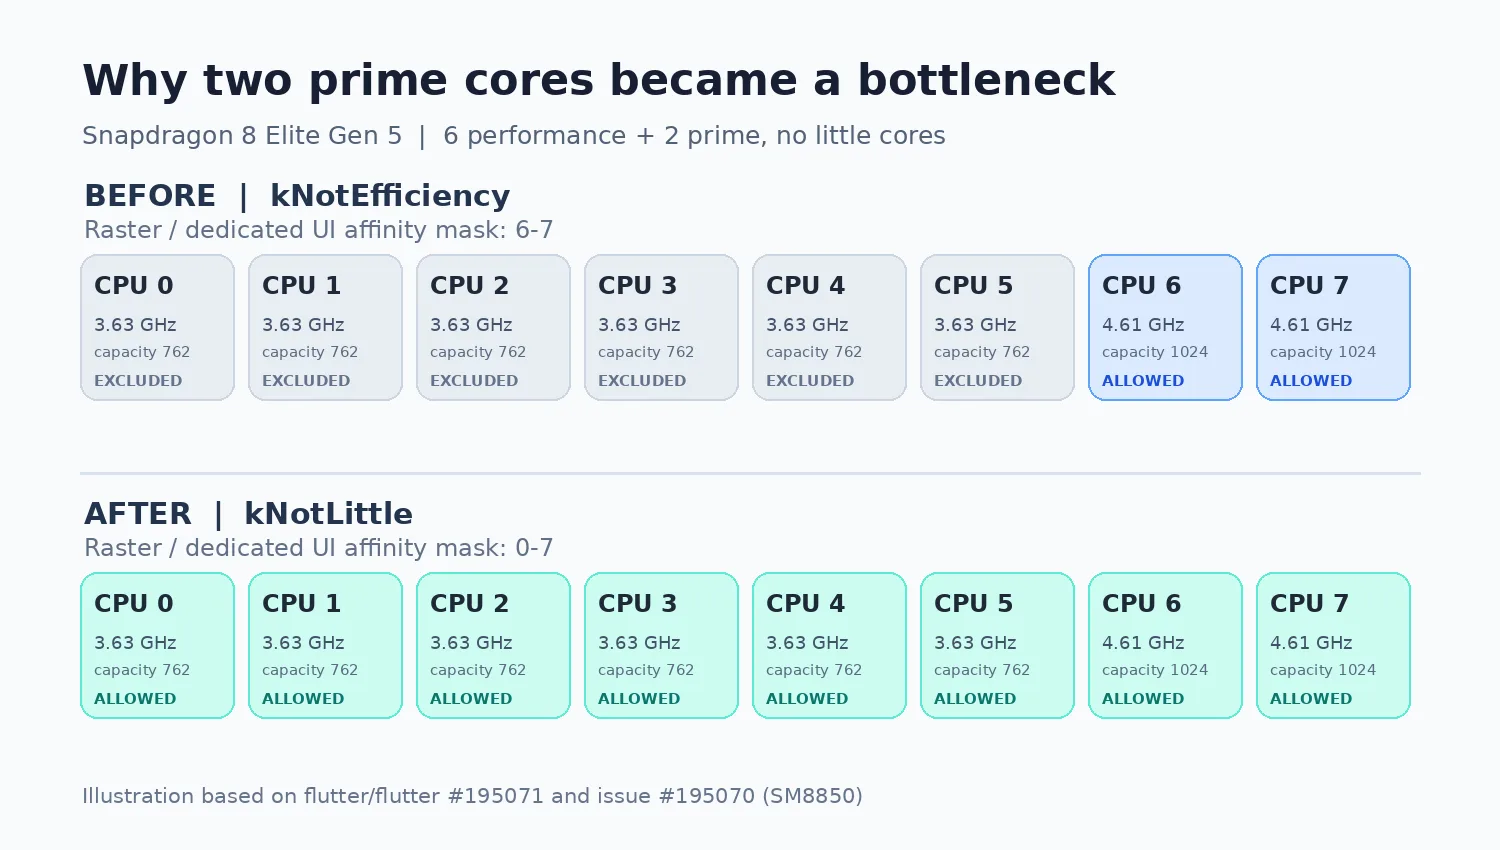 Why two prime cores became a bottleneck
Snapdragon 8 Elite Gen 5 | 6 performance + 2 prime, no little cores
BEFORE | kNotEfficiency
Raster / dedicated UI affinity mask: 6-7
CPU 0
3.63 GHz
capacity 762
EXCLUDED
CPU 1
3.63 GHz
capacity 762
EXCLUDED
CPU 2
3.63 GHz
capacity 762
EXCLUDED
CPU 3
3.63 GHz
capacity 762
EXCLUDED
CPU 4
3.63 GHz
capacity 762
EXCLUDED
CPU 5
3.63 GHz
capacity 762
EXCLUDED
CPU 6
4.61 GHz
capacity 1024
ALLOWED
CPU 7
4.61 GHz
capacity 1024
ALLOWED
AFTER | kNotLittle
Raster / dedicated UI affinity mask: 0-7
CPU 0
3.63 GHz
capacity 762
ALLOWED
CPU 1
3.63 GHz
capacity 762
ALLOWED
CPU 2
3.63 GHz
capacity 762
ALLOWED
CPU 3
3.63 GHz
capacity 762
ALLOWED
CPU 4
3.63 GHz
capacity 762
ALLOWED
CPU 5
3.63 GHz
capacity 762
ALLOWED
CPU 6
4.61 GHz
capacity 1024
ALLOWED
CPU 7
4.61 GHz
capacity 1024
ALLOWED
Illustration based on flutter/flutter #195071 and issue #195070 (SM8850)